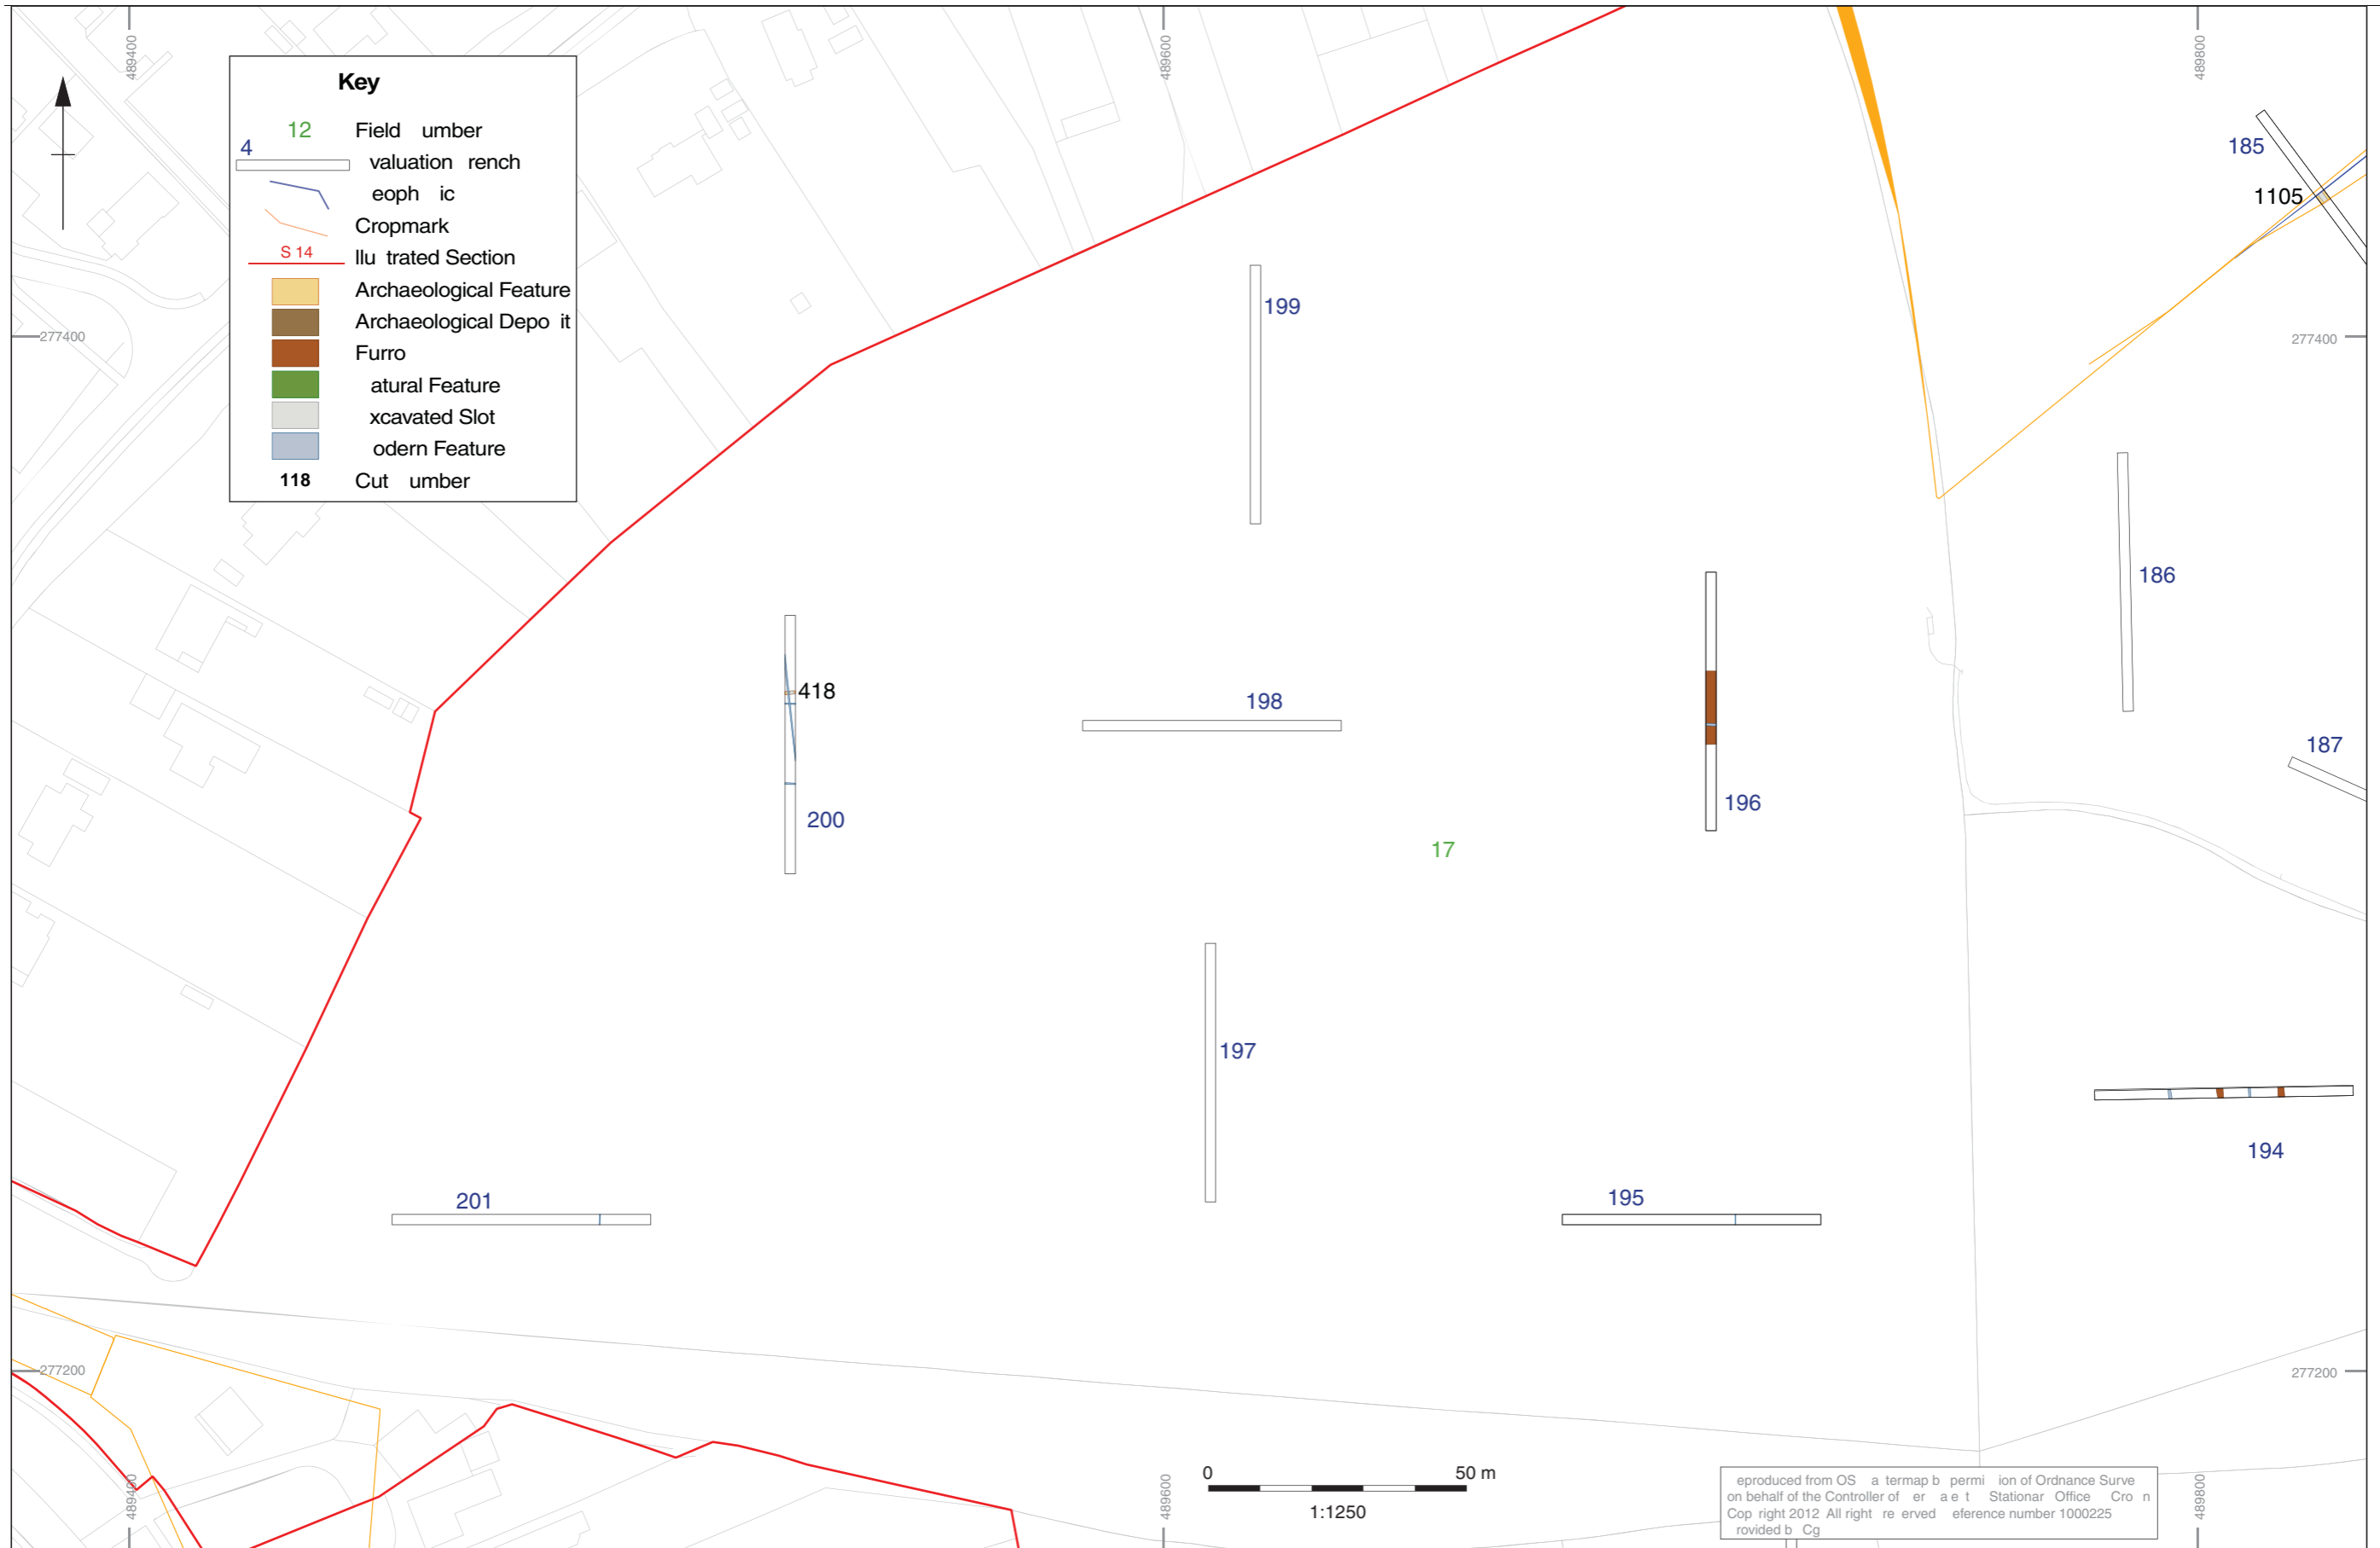 489400
489600
489800
Key
12 Field umber
4 valuation rench
eoph ic
Cropmark
S 14 llu trated Section
Archaeological Feature
Archaeological Depo it
Furro
atural Feature
xcavated Slot
odern Feature
118 Cut umber
185
1105
199
277400
277400
186
418
198
187
196
200
17
197
194
201
195
277200
277200
0 50 m
1:1250
489400
489600
489800
eproduced from OS a termap b permi ion of Ordnance Surve
on behalf of the Controller of er a e t Stationar Office Cro n
Cop right 2012 All right re erved eference number 1000225
rovided b Cg